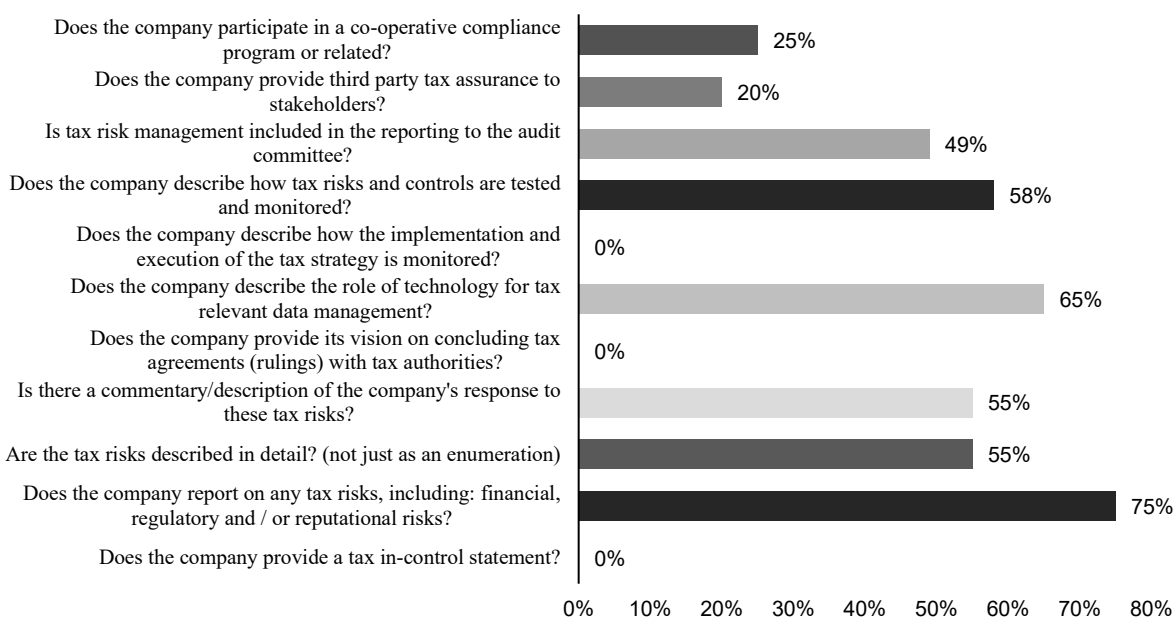 Does the company participate in a co-operative compliance
program or related?
25%
Does the company provide third party tax assurance to
stakeholders?
20%
Is tax risk management included in the reporting to the audit
committee?
49%
Does the company describe how tax risks and controls are tested
and monitored?
58%
Does the company describe how the implementation and
execution of the tax strategy is monitored?
0%
Does the company describe the role of technology for tax
relevant data management?
65%
Does the company provide its vision on concluding tax
agreements (rulings) with tax authorities?
0%
Is there a commentary/description of the company's response to
these tax risks?
55%
Are the tax risks described in detail? (not just as an enumeration)
55%
Does the company report on any tax risks, including: financial,
regulatory and / or reputational risks?
75%
Does the company provide a tax in-control statement?
0%
0% 10% 20% 30% 40% 50% 60% 70% 80%